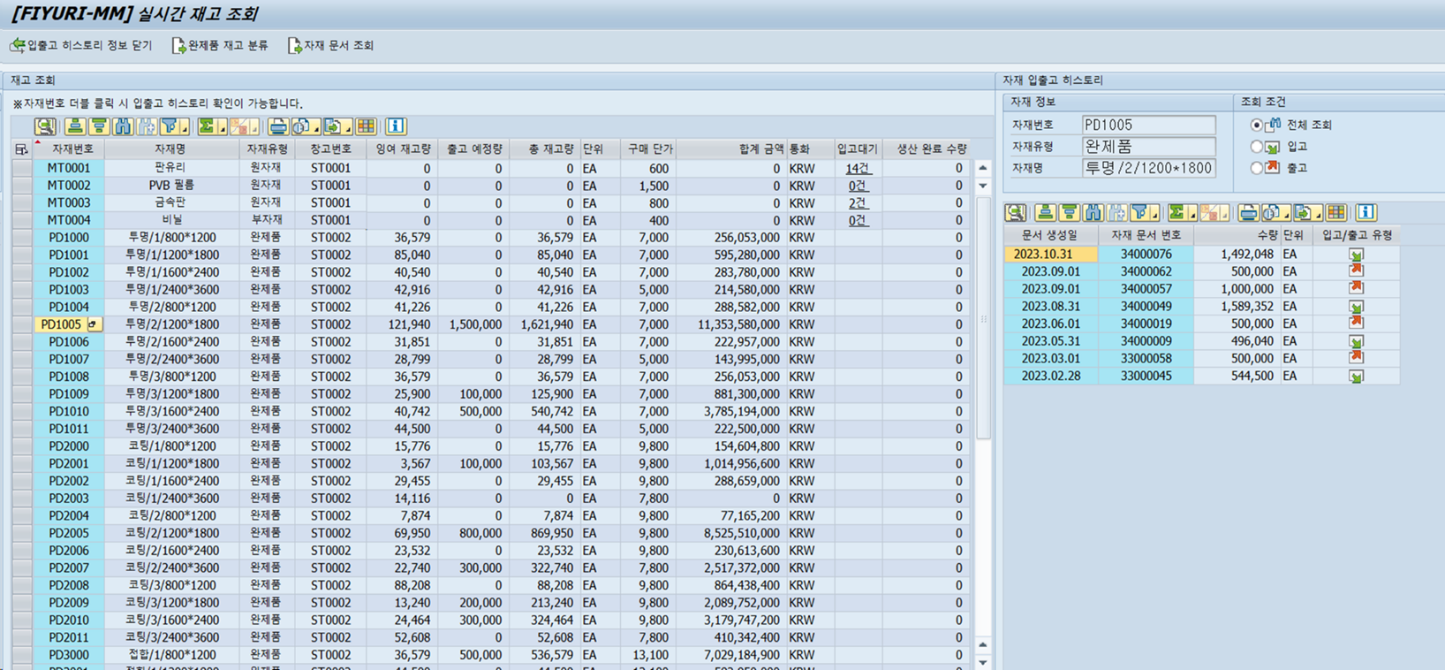 [FIYURI-MM] 실시간 재고 조회
입출고 히스토리 정보 닫기 완제품 재고 분류 자재 문서 조회
재고 조회
※자재번호 더블 클릭 시 입출고 히스토리 확인이 가능합니다.
자재번호 자재명 자재유형 창고번호 잉여 재고량 출고 예정량 총 재고량 단위 구매 단가 합계 금액 통화 입고대기 생산 완료 수량
MT0001 판유리 원자재 ST0001 0 0 0 EA 600 0 KRW 14건 0
MT0002 PVB 필름 원자재 ST0001 0 0 0 EA 1,500 0 KRW 0건 0
MT0003 금속판 원자재 ST0001 0 0 0 EA 800 0 KRW 2건 0
MT0004 비닐 부자재 ST0001 0 0 0 EA 400 0 KRW 0건 0
PD1000 투명/1/800*1200 완제품 ST0002 36,579 0 36,579 EA 7,000 256,053,000 KRW 0
PD1001 투명/1/1200*1800 완제품 ST0002 85,040 0 85,040 EA 7,000 595,280,000 KRW 0
PD1002 투명/1/1600*2400 완제품 ST0002 40,540 0 40,540 EA 7,000 283,780,000 KRW 0
PD1003 투명/1/2400*3600 완제품 ST0002 42,916 0 42,916 EA 5,000 214,580,000 KRW 0
PD1004 투명/2/800*1200 완제품 ST0002 41,226 0 41,226 EA 7,000 288,582,000 KRW 0
PD1005 투명/2/1200*1800 완제품 ST0002 121,940 1,500,000 1,621,940 EA 7,000 11,353,580,000 KRW 0
PD1006 투명/2/1600*2400 완제품 ST0002 31,851 0 31,851 EA 7,000 222,957,000 KRW 0
PD1007 투명/2/2400*3600 완제품 ST0002 28,799 0 28,799 EA 5,000 143,995,000 KRW 0
PD1008 투명/3/800*1200 완제품 ST0002 36,579 0 36,579 EA 7,000 256,053,000 KRW 0
PD1009 투명/3/1200*1800 완제품 ST0002 25,900 100,000 125,900 EA 7,000 881,300,000 KRW 0
PD1010 투명/3/1600*2400 완제품 ST0002 40,742 500,000 540,742 EA 7,000 3,785,194,000 KRW 0
PD1011 투명/3/2400*3600 완제품 ST0002 44,500 0 44,500 EA 5,000 222,500,000 KRW 0
PD2000 코팅/1/800*1200 완제품 ST0002 15,776 0 15,776 EA 9,800 154,604,800 KRW 0
PD2001 코팅/1/1200*1800 완제품 ST0002 3,567 100,000 103,567 EA 9,800 1,014,956,600 KRW 0
PD2002 코팅/1/1600*2400 완제품 ST0002 29,455 0 29,455 EA 9,800 288,659,000 KRW 0
PD2003 코팅/1/2400*3600 완제품 ST0002 14,116 0 0 EA 7,800 0 KRW 0
PD2004 코팅/2/800*1200 완제품 ST0002 7,874 0 7,874 EA 9,800 77,165,200 KRW 0
PD2005 코팅/2/1200*1800 완제품 ST0002 69,950 800,000 869,950 EA 9,800 8,525,510,000 KRW 0
PD2006 코팅/2/1600*2400 완제품 ST0002 23,532 0 23,532 EA 9,800 230,613,600 KRW 0
PD2007 코팅/2/2400*3600 완제품 ST0002 22,740 300,000 322,740 EA 7,800 2,517,372,000 KRW 0
PD2008 코팅/3/800*1200 완제품 ST0002 88,208 0 88,208 EA 9,800 864,438,400 KRW 0
PD2009 코팅/3/1200*1800 완제품 ST0002 13,240 200,000 213,240 EA 9,800 2,089,752,000 KRW 0
PD2010 코팅/3/1600*2400 완제품 ST0002 24,464 300,000 324,464 EA 9,800 3,179,747,200 KRW 0
PD2011 코팅/3/2400*3600 완제품 ST0002 52,608 0 52,608 EA 7,800 410,342,400 KRW 0
PD3000 접합/1/800*1200 완제품 ST0002 36,579 500,000 536,579 EA 13,100 7,029,184,900 KRW 0
자재 입출고 히스토리
자재 정보
자재번호 PD1005
자재유형 완제품
자재명 투명/2/1200*1800
조회 조건
전체 조회
입고
출고
문서 생성일 자재 문서 번호 수량 단위 입고/출고 유형
2023.10.31 34000076 1,492,048 EA
2023.09.01 34000062 500,000 EA
2023.09.01 34000057 1,000,000 EA
2023.08.31 34000049 1,589,352 EA
2023.06.01 34000019 500,000 EA
2023.05.31 34000009 496,040 EA
2023.03.01 33000058 500,000 EA
2023.02.28 33000045 544,500 EA